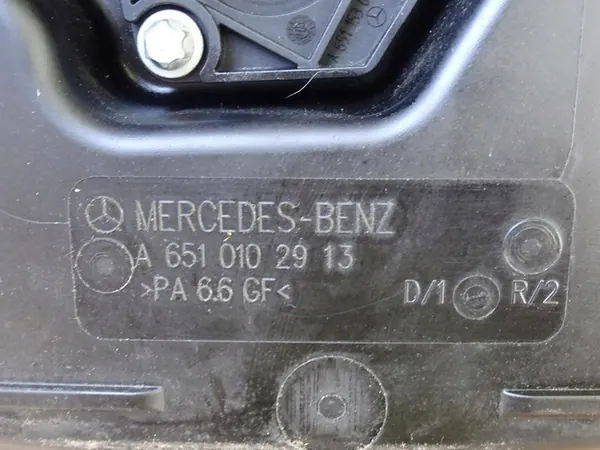 MERCEDES-BENZ
A 651 010 29 13
>PA 6.6 GF<
D/1 R/2